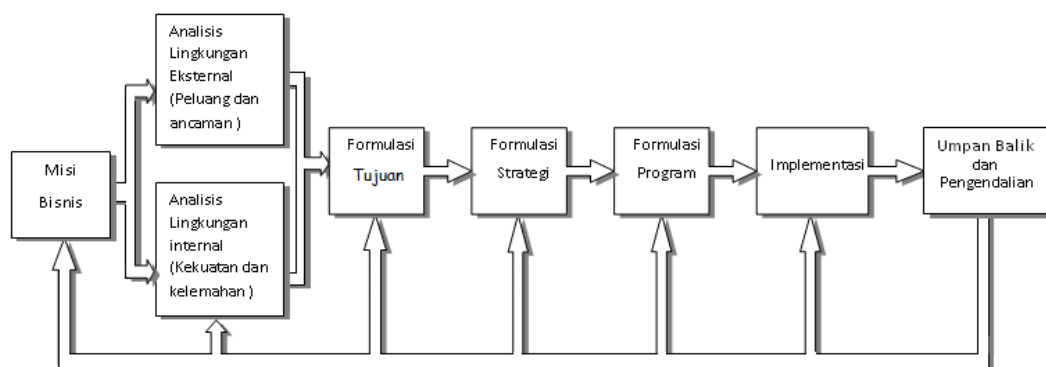 Misi
Bisnis
Analisis
Lingkungan
Eksternal
(Peluang dan
ancaman )
Analisis
Lingkungan
internal
(Kekuatan dan
kelemahan )
Formulasi
Tujuan
Formulasi
Strategi
Formulasi
Program
Implementasi
Umpan Balik
dan
Pengendalian